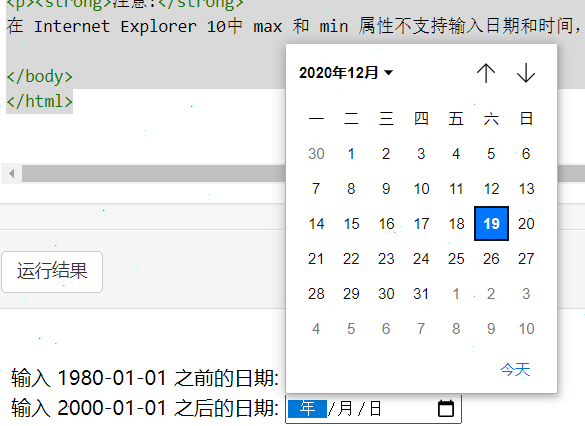 <p><strong>注意:</strong>
在 Internet Explorer 10中 max 和 min 属性不支持输入日期和时间，
</body>
</html>
2020年12月
一 二 三 四 五 六 日
30 1 2 3 4 5 6
7 8 9 10 11 12 13
14 15 16 17 18 19 20
21 22 23 24 25 26 27
28 29 30 31 1 2 3
4 5 6 7 8 9 10
今天
运行结果
输入 1980-01-01 之前的日期:
输入 2000-01-01 之后的日期: 年/月/日